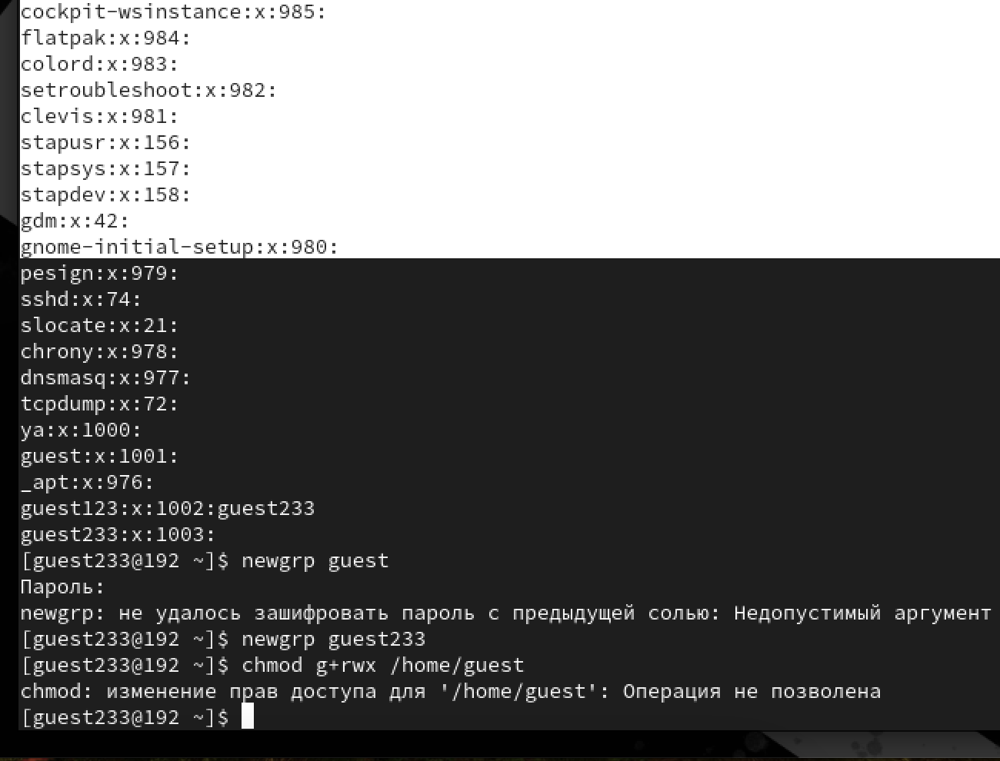 cockpit-wsinstance:x:985:
flatpak:x:984:
colord:x:983:
setroubleshoot:x:982:
clevis:x:981:
stapusr:x:156:
stapsys:x:157:
stapdev:x:158:
gdm:x:42:
gnome-initial-setup:x:980:
pesign:x:979:
sshd:x:74:
slocate:x:21:
chrony:x:978:
dnsmasq:x:977:
tcpdump:x:72:
ya:x:1000:
guest:x:1001:
_apt:x:976:
guest123:x:1002:guest233
guest233:x:1003:
[guest233@192 ~]$ newgrp guest
Пароль:
newgrp: не удалось зашифровать пароль с предыдущей солью: Недопустимый аргумент
[guest233@192 ~]$ newgrp guest233
[guest233@192 ~]$ chmod g+rwx /home/guest
chmod: изменение прав доступа для '/home/guest': Операция не позволена
[guest233@192 ~]$